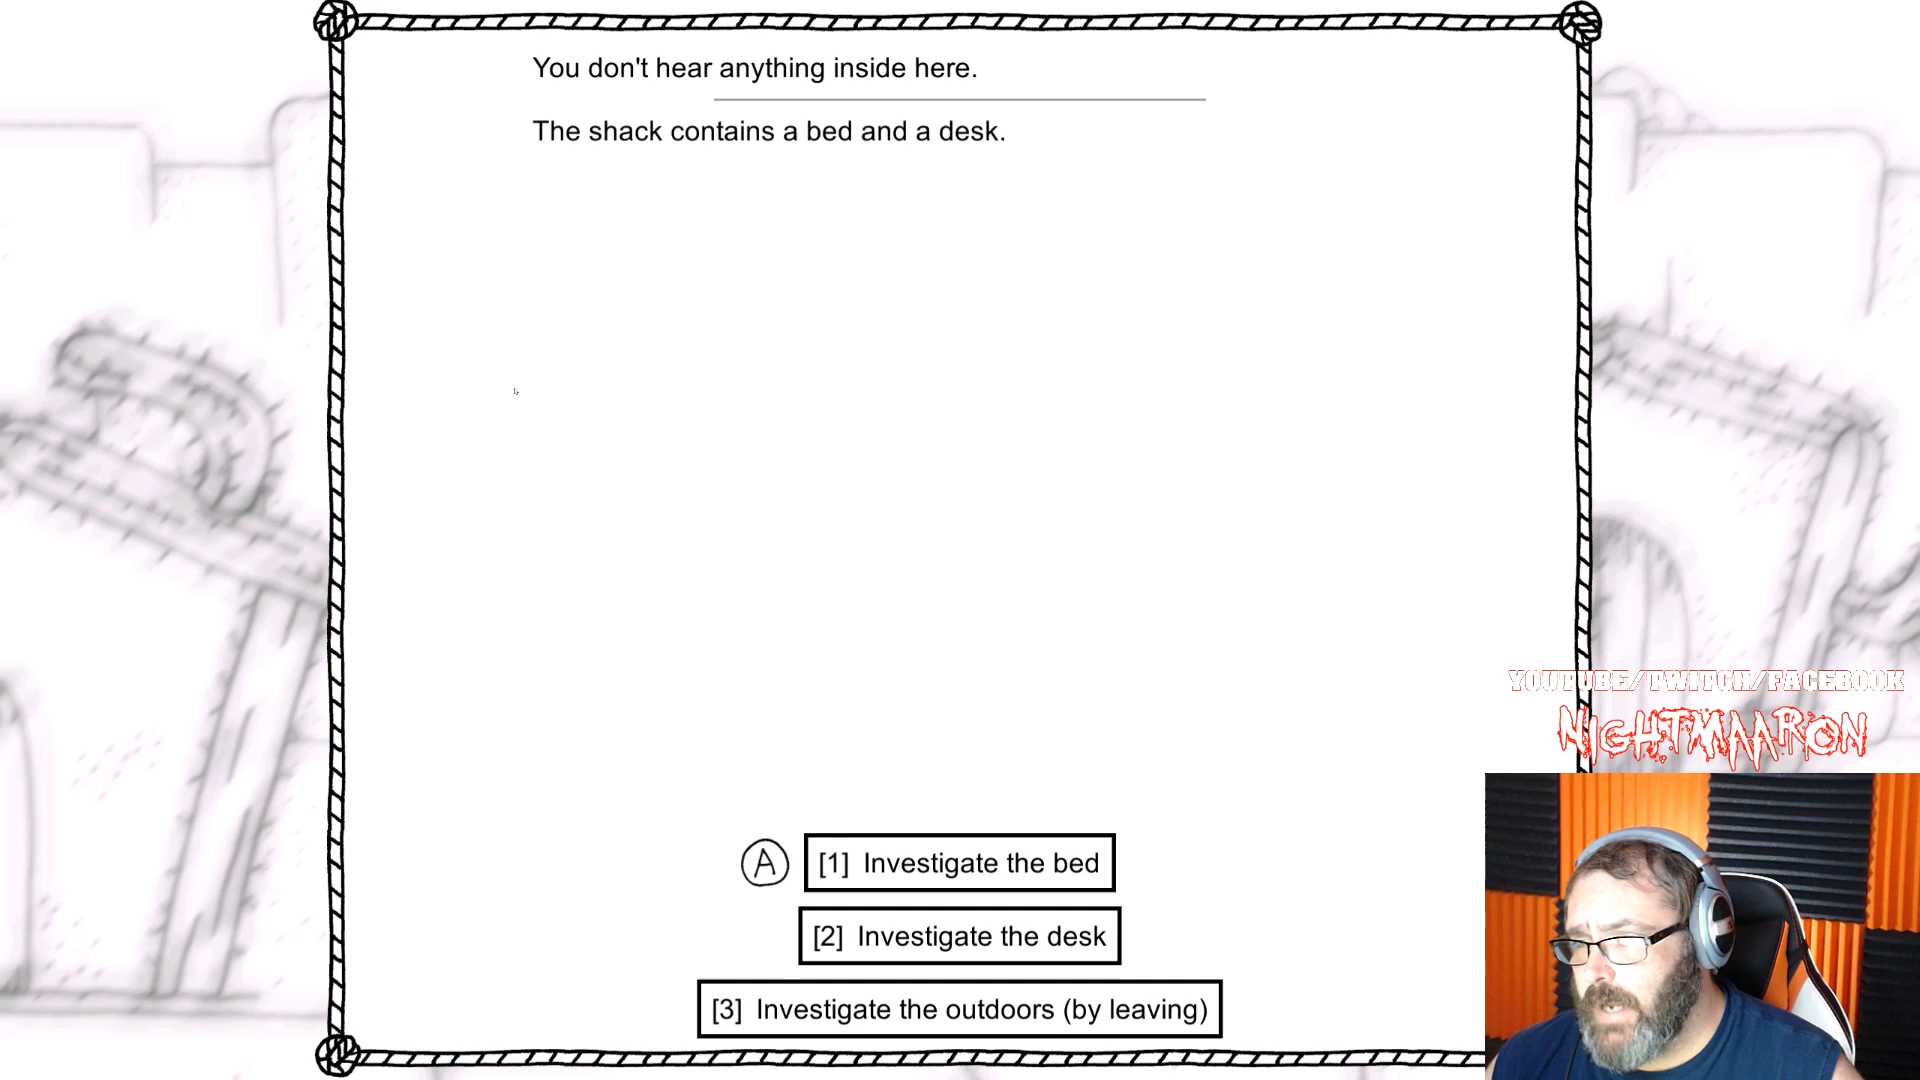 You don't hear anything inside here.
The shack contains a bed and a desk.
A
[1] Investigate the bed
[2] Investigate the desk
[3] Investigate the outdoors (by leaving)
YOUTUBE/TWITCH/FACEBOOK
NIGHTMAARON